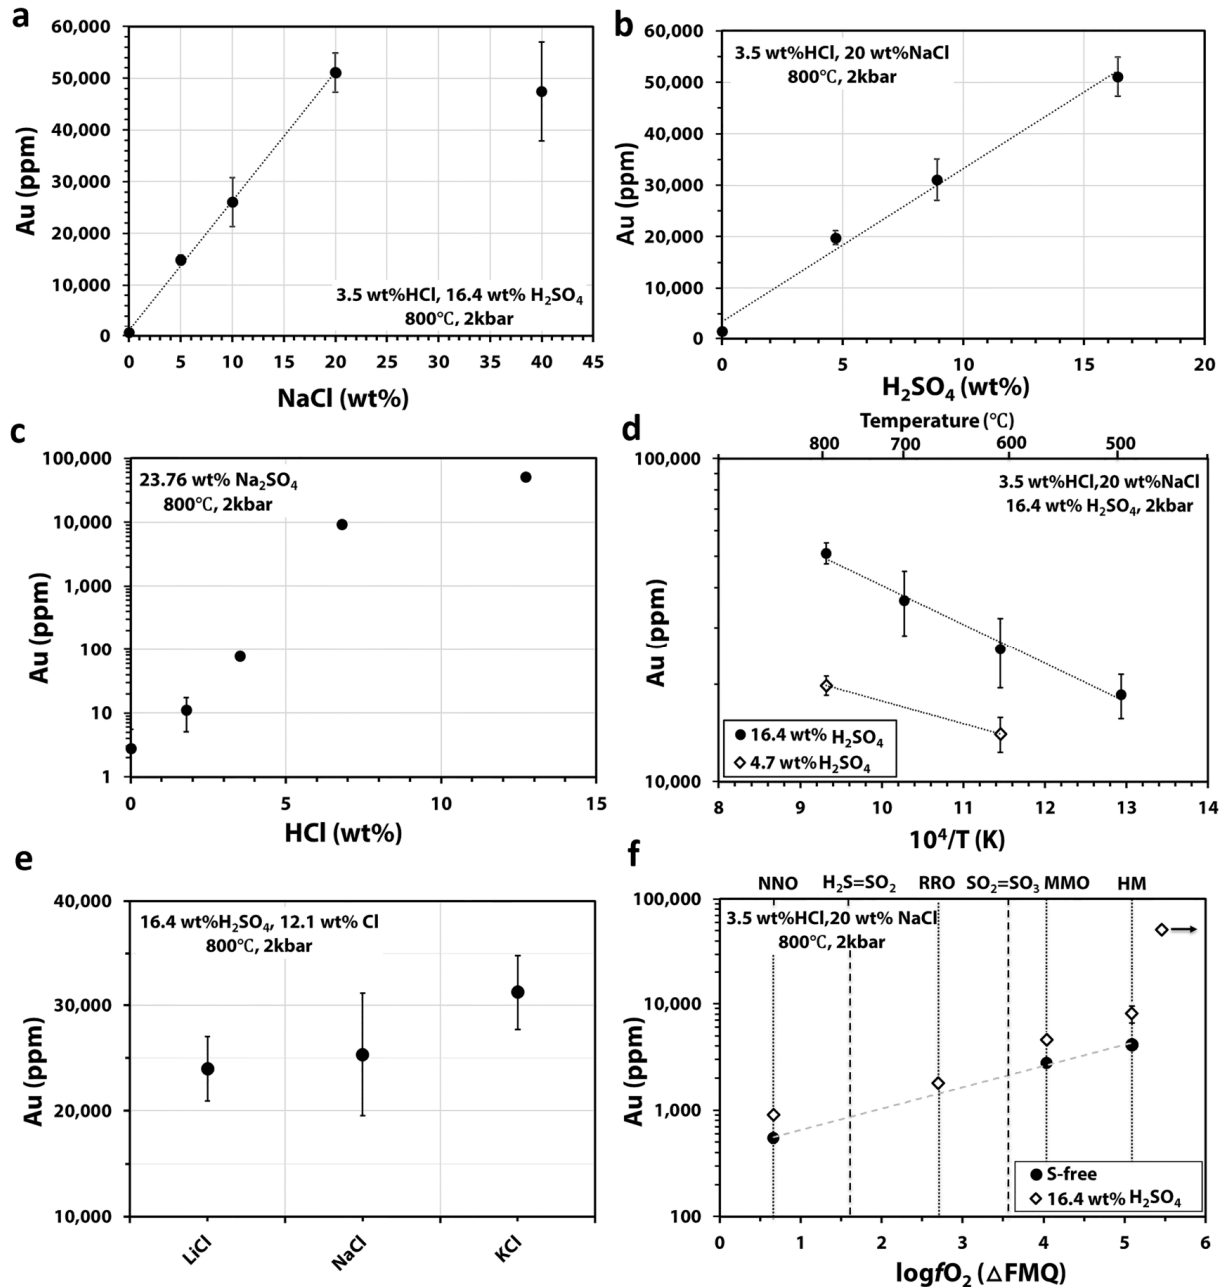 a
60,000
50,000
40,000
30,000
20,000
10,000
0
Au (ppm)
3.5 wt%HCl, 16.4 wt% H₂SO₄
800℃, 2kbar
0 5 10 15 20 25 30 35 40 45
NaCl (wt%)
b
60,000
50,000
40,000
30,000
20,000
10,000
0
Au (ppm)
3.5 wt%HCl, 20 wt%NaCl
800℃, 2kbar
0 5 10 15 20
H₂SO₄ (wt%)
c
100,000
10,000
1,000
100
10
1
Au (ppm)
23.76 wt% Na₂SO₄
800℃, 2kbar
0 5 10 15
HCl (wt%)
d
Temperature (℃)
800 700 600 500
100,000
10,000
Au (ppm)
3.5 wt%HCl,20 wt%NaCl
16.4 wt% H₂SO₄, 2kbar
16.4 wt% H₂SO₄
4.7 wt%H₂SO₄
8 9 10 11 12 13 14
10⁴/T (K)
e
40,000
30,000
20,000
10,000
Au (ppm)
16.4 wt%H₂SO₄, 12.1 wt% Cl
800℃, 2kbar
LiCl NaCl KCl
f
NNO H₂S=SO₂ RRO SO₂=SO₃ MMO HM
100,000
10,000
1,000
100
Au (ppm)
3.5 wt%HCl,20 wt% NaCl
800℃, 2kbar
S-free
16.4 wt% H₂SO₄
0 1 2 3 4 5 6
logfO₂ (△FMQ)